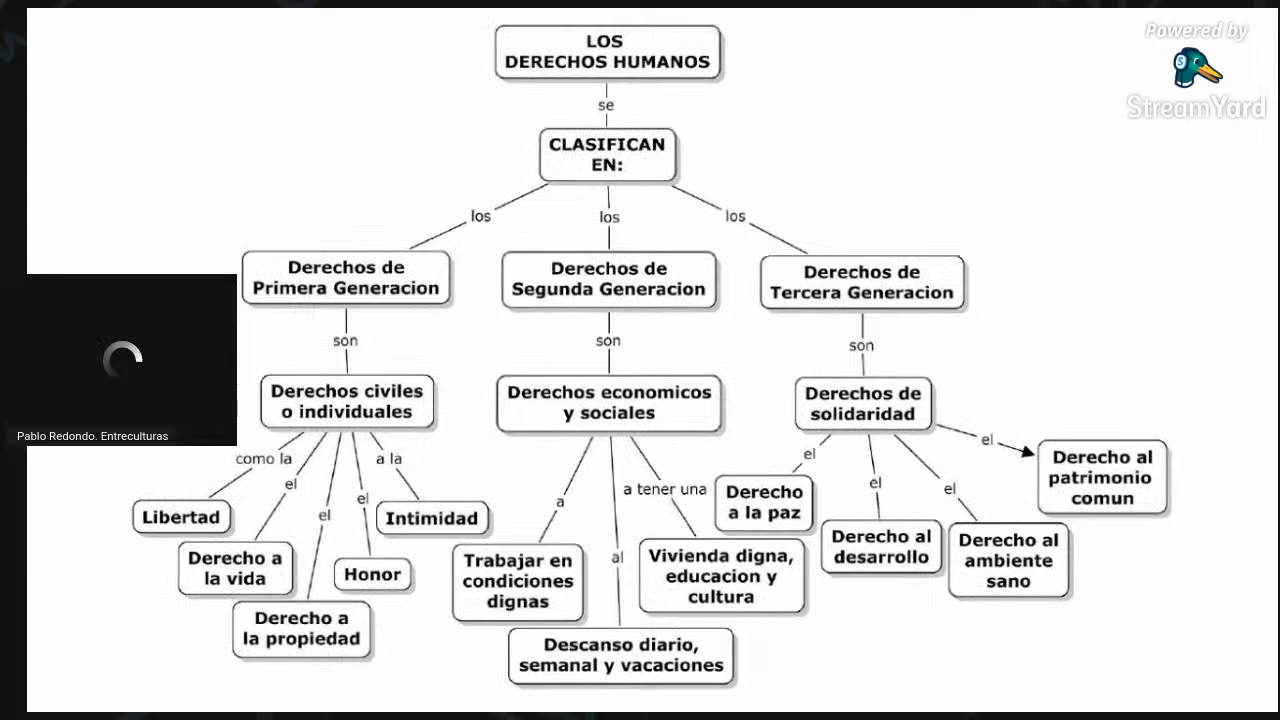 Powered by
StreamYard
LOS
DERECHOS HUMANOS
se
CLASIFICAN
EN:
los
los
los
Derechos de
Primera Generacion
Derechos de
Segunda Generacion
Derechos de
Tercera Generacion
son
son
son
Derechos civiles
o individuales
Derechos economicos
y sociales
Derechos de
solidaridad
como la
el
el
el
a la
Libertad
Derecho a
la vida
Derecho a
la propiedad
Honor
Intimidad
a
al
a tener una
Trabajar en
condiciones
dignas
Descanso diario,
semanal y vacaciones
Vivienda digna,
educacion y
cultura
el
el
el
el
Derecho
a la paz
Derecho al
desarrollo
Derecho al
ambiente
sano
Derecho al
patrimonio
comun
Pablo Redondo. Entreculturas